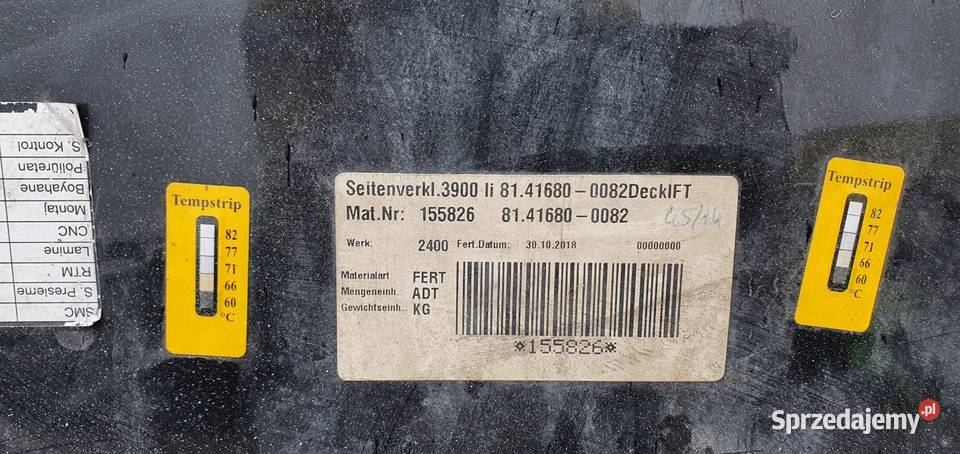 S. Kontrol
Poliüretan
Boyahane
Montaj
CNC
Lamine
RTM
S. Presleme
SMC
Tempstrip
82
77
71
66
60
°C
Seitenverkl.3900 li 81.41680-0082DecklFT
Mat.Nr: 155826 81.41680-0082
Werk: 2400 Fert.Datum: 30.10.2018 00000000
Materialart FERT
Mengeneinh. ADT
Gewichtseinh. KG
*155826*
Tempstrip
82
77
71
66
60
°C
Sprzedajemy.pl